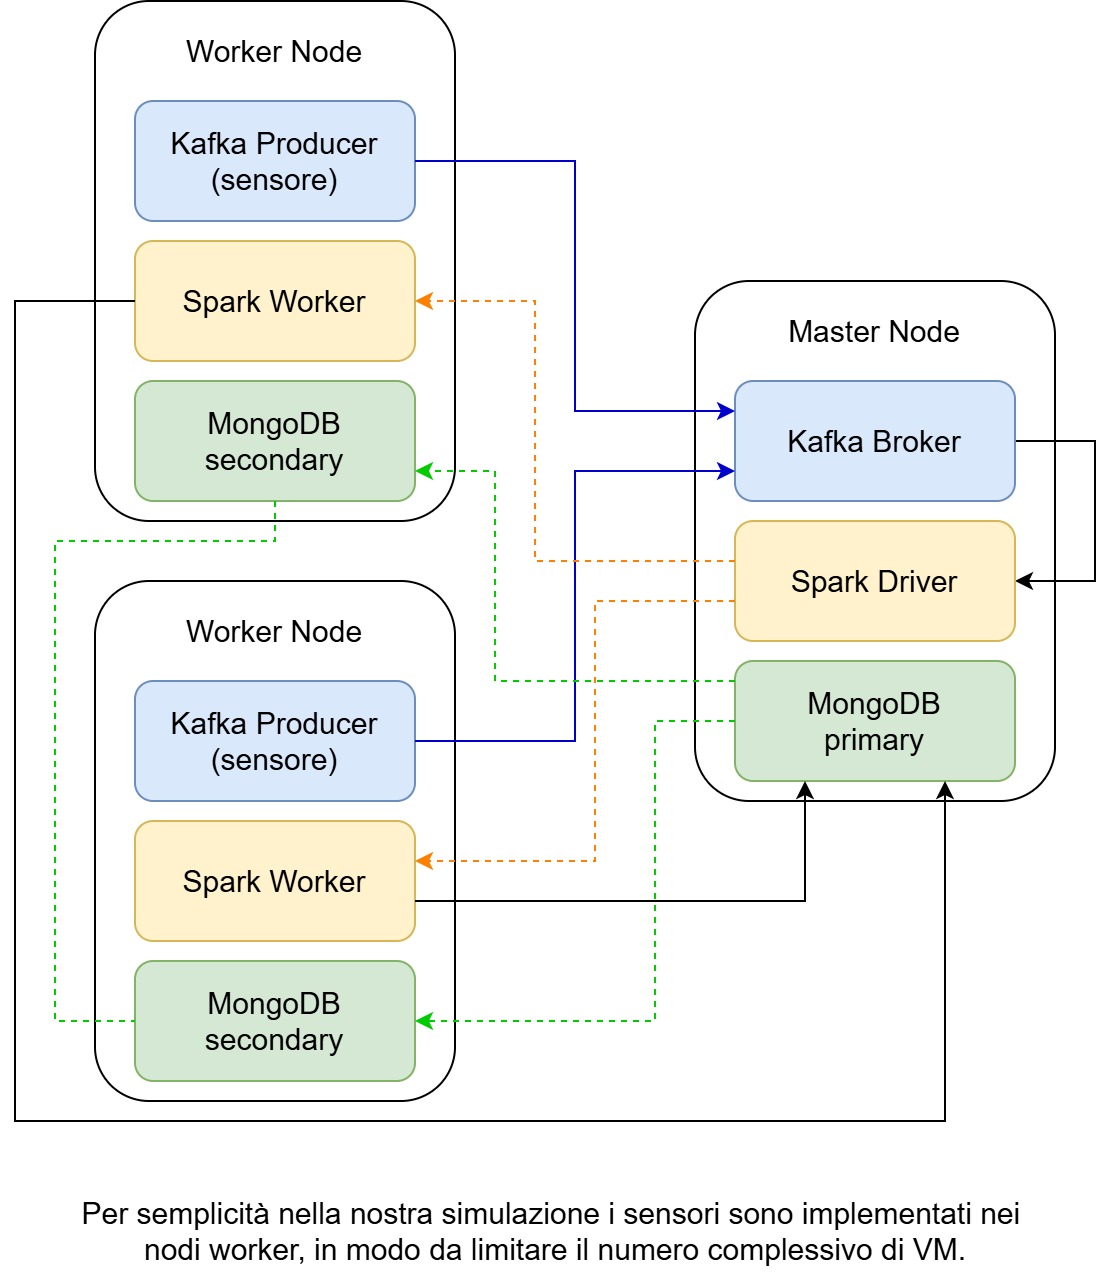 Worker Node
Kafka Producer
(sensore)
Spark Worker
MongoDB
secondary
Worker Node
Kafka Producer
(sensore)
Spark Worker
MongoDB
secondary
Master Node
Kafka Broker
Spark Driver
MongoDB
primary
Per semplicità nella nostra simulazione i sensori sono implementati nei
nodi worker, in modo da limitare il numero complessivo di VM.